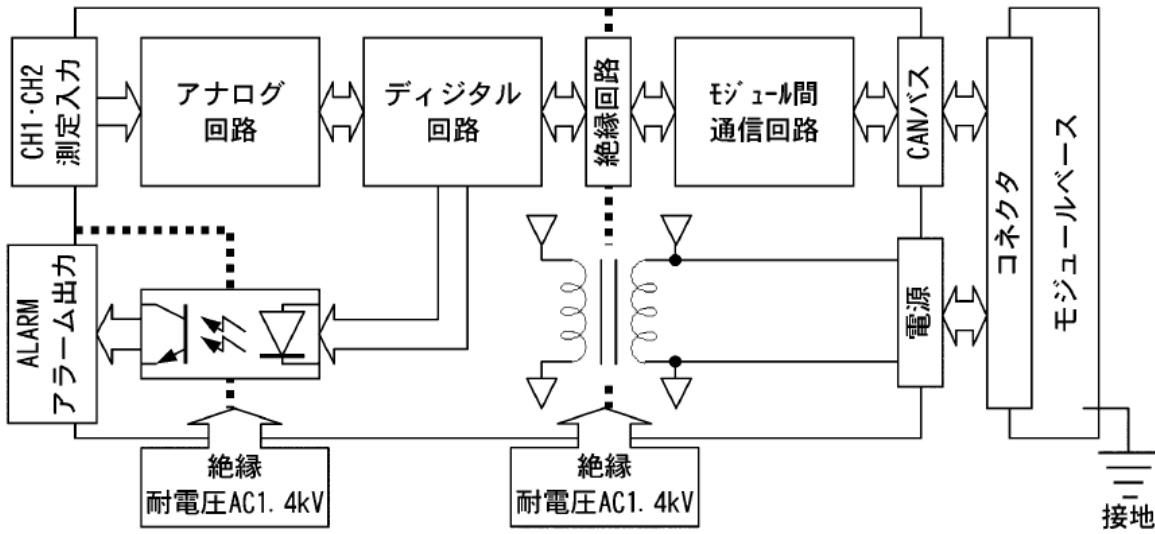 CH1・CH2
測定入力
アナログ
回路
ディジタル
回路
絶縁回路
ﾓｼﾞｭｰﾙ間
通信回路
CANバス
コネクタ
モジュールベース
ALARM
アラーム出力
電源
絶縁
耐電圧AC1.4kV
絶縁
耐電圧AC1.4kV
接地